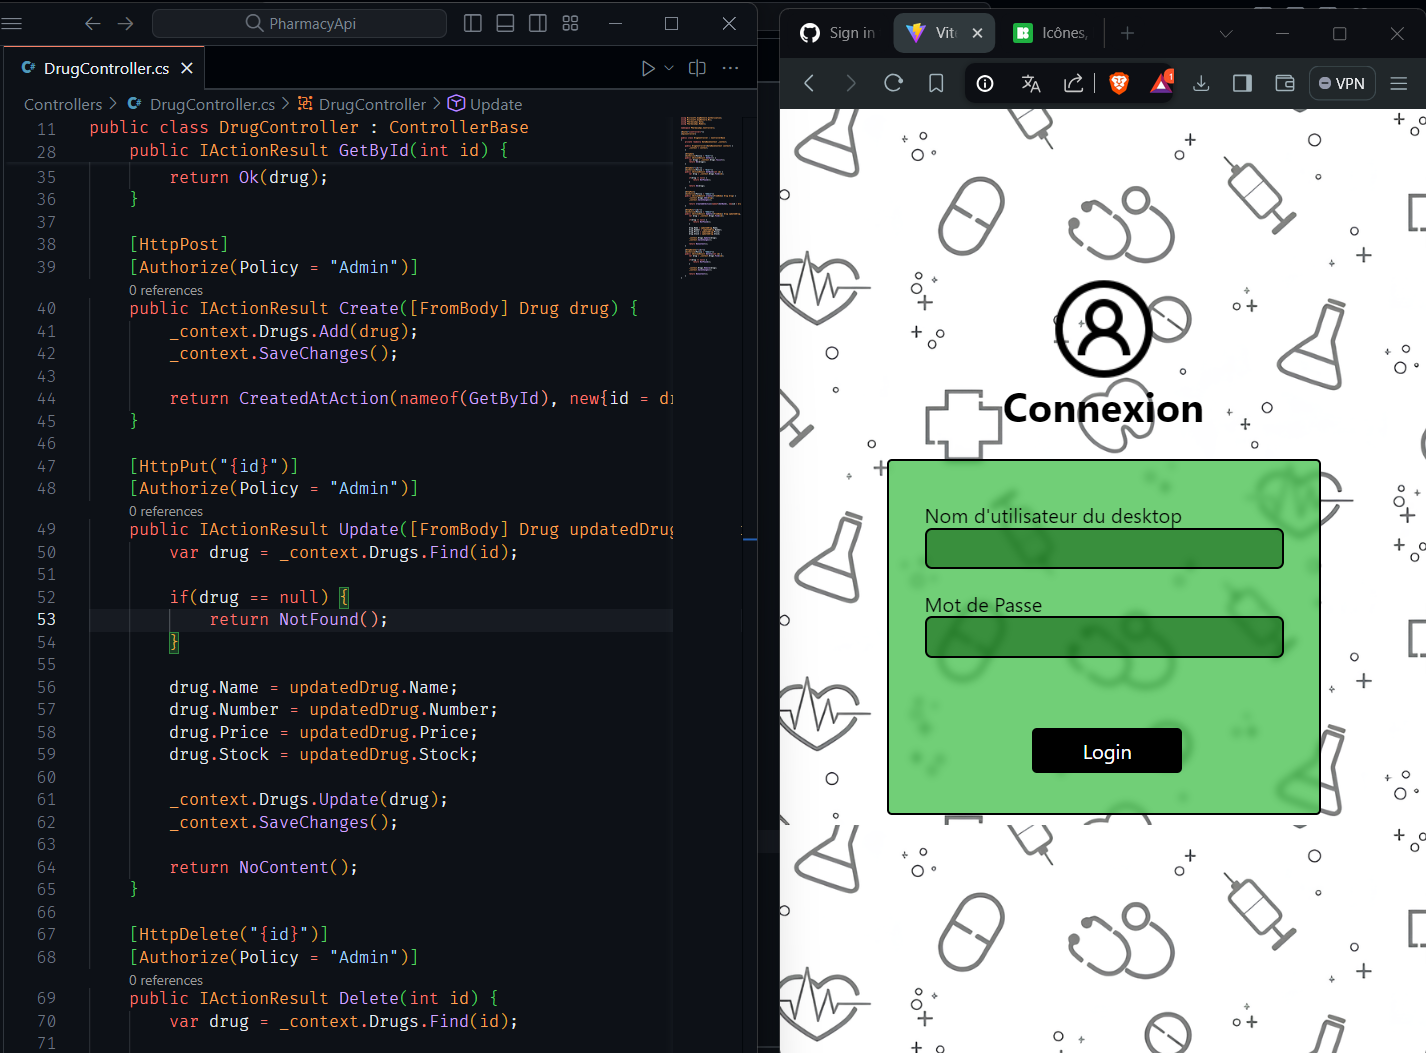 PharmacyApi
DrugController.cs
Controllers > DrugController.cs > DrugController > Update
11 public class DrugController : ControllerBase
28 public IActionResult GetById(int id) {
35 return Ok(drug);
36 }
37
38 [HttpPost]
39 [Authorize(Policy = "Admin")]
0 references
40 public IActionResult Create([FromBody] Drug drug) {
41 _context.Drugs.Add(drug);
42 _context.SaveChanges();
43
44 return CreatedAtAction(nameof(GetById), new{id =
45 }
46
47 [HttpPut("{id}")]
48 [Authorize(Policy = "Admin")]
0 references
49 public IActionResult Update([FromBody] Drug updatedDrug
50 var drug = _context.Drugs.Find(id);
51
52 if(drug == null) {
53 return NotFound();
54 }
55
56 drug.Name = updatedDrug.Name;
57 drug.Number = updatedDrug.Number;
58 drug.Price = updatedDrug.Price;
59 drug.Stock = updatedDrug.Stock;
60
61 _context.Drugs.Update(drug);
62 _context.SaveChanges();
63
64 return NoContent();
65 }
66
67 [HttpDelete("{id}")]
68 [Authorize(Policy = "Admin")]
0 references
69 public IActionResult Delete(int id) {
70 var drug = _context.Drugs.Find(id);
71
Sign in
Vite
Icônes,
1
VPN
Connexion
Nom d'utilisateur du desktop
Mot de Passe
Login